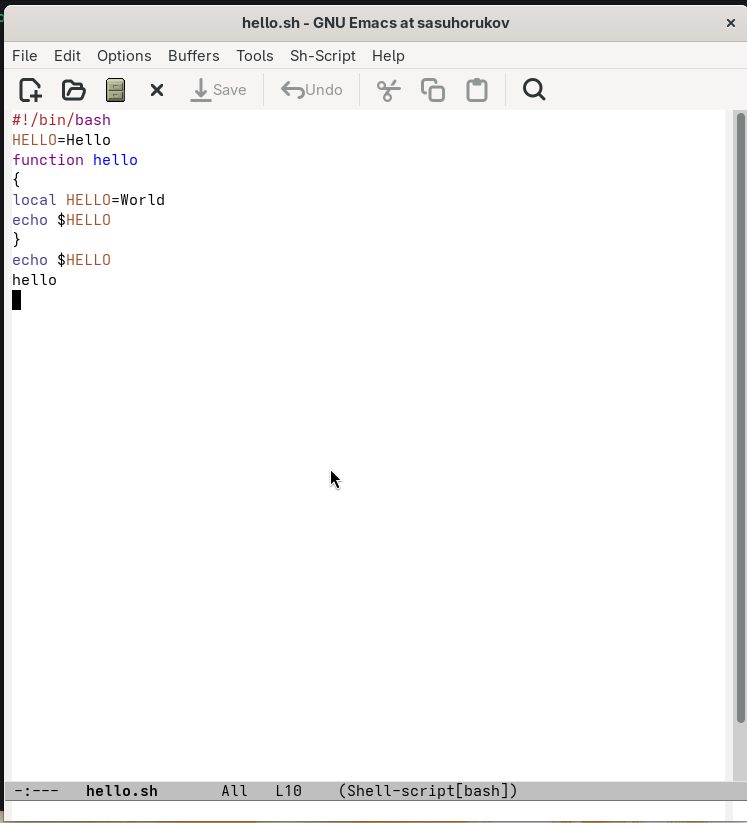 hello.sh - GNU Emacs at sasuhorukov
File Edit Options Buffers Tools Sh-Script Help
Save Undo
#!/bin/bash
HELLO=Hello
function hello
{
local HELLO=World
echo $HELLO
}
echo $HELLO
hello
-:--- hello.sh All L10 (Shell-script[bash])